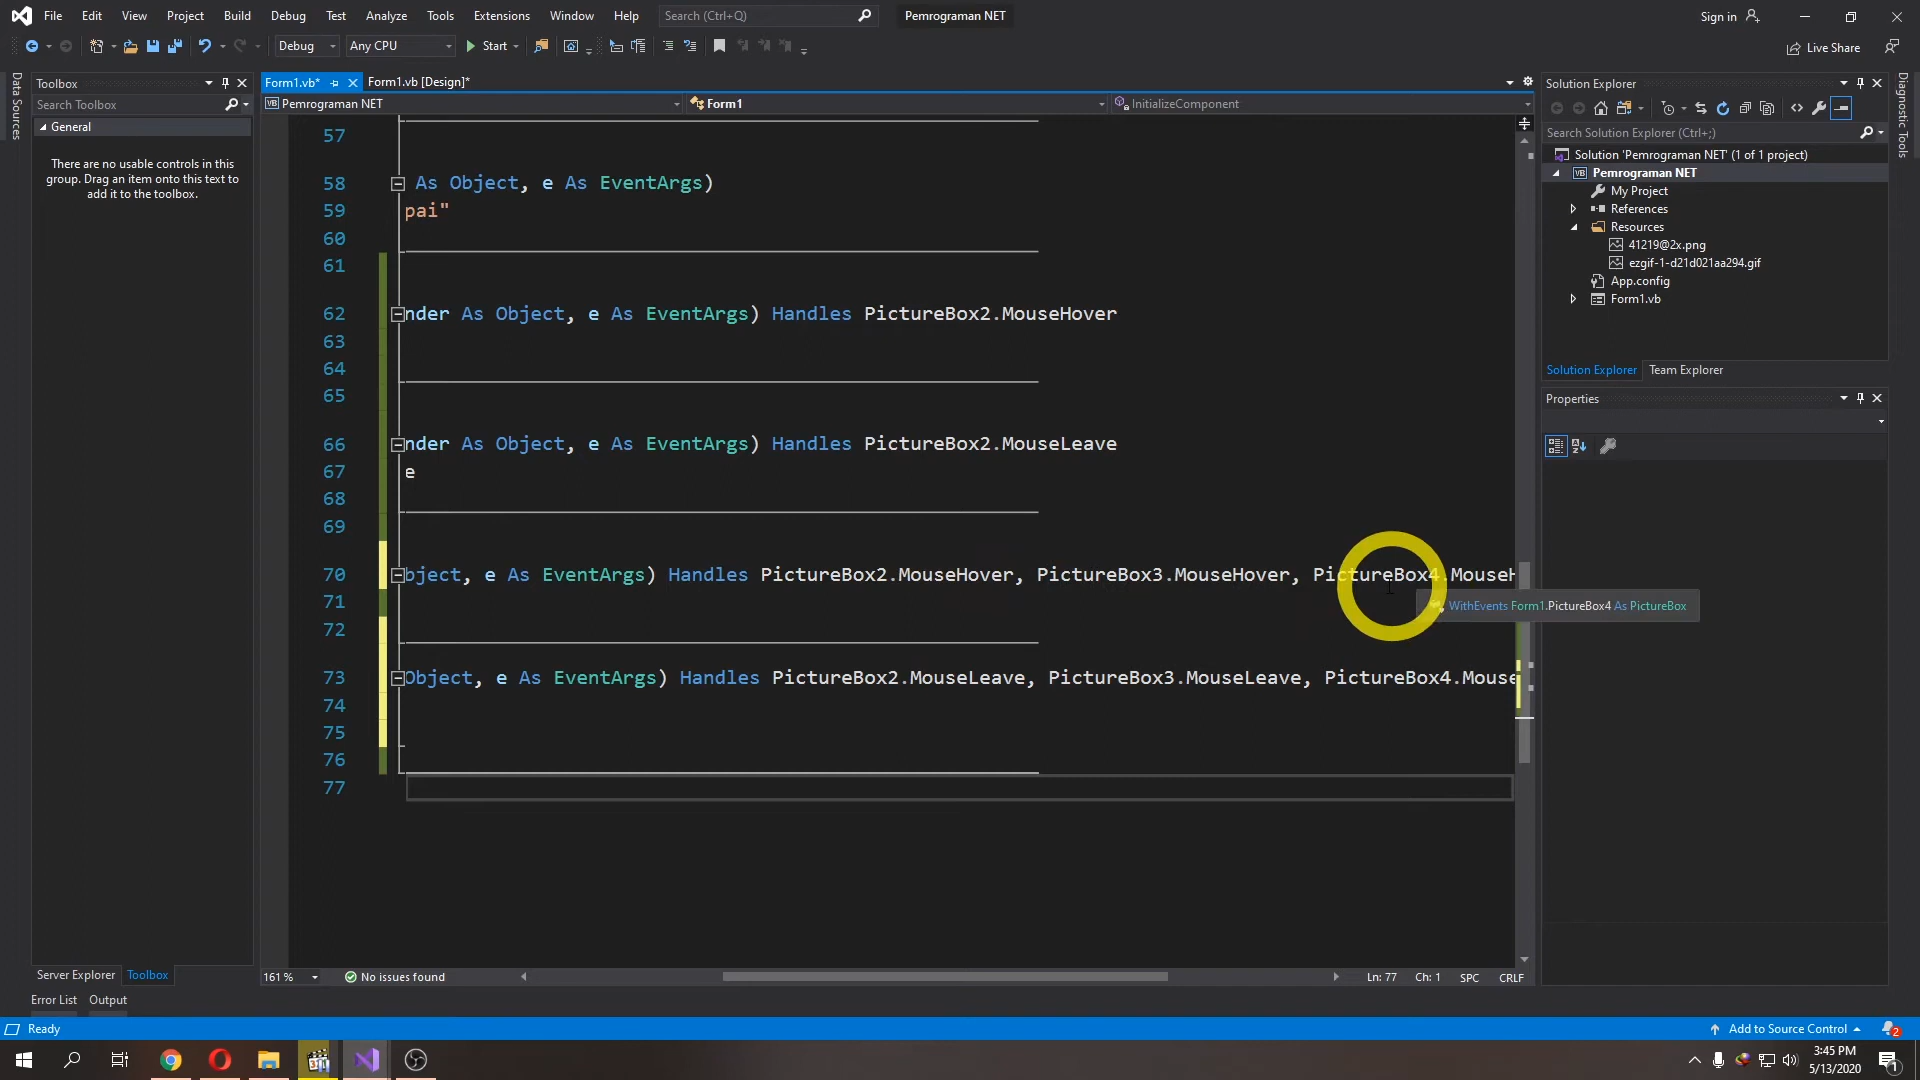 File Edit View Project Build Debug Test Analyze Tools Extensions Window Help Search (Ctrl+Q) Pemrograman NET Sign in
Debug Any CPU Start Live Share
Data Sources
Toolbox
Search Toolbox
General
There are no usable controls in this
group. Drag an item onto this text to
add it to the toolbox.
Server Explorer Toolbox
Error List Output
Form1.vb* Form1.vb [Design]*
Pemrograman NET Form1 InitializeComponent
57
58 As Object, e As EventArgs)
59 pai"
60
61
62 nder As Object, e As EventArgs) Handles PictureBox2.MouseHover
63
64
65
66 nder As Object, e As EventArgs) Handles PictureBox2.MouseLeave
67 e
68
69
70 bject, e As EventArgs) Handles PictureBox2.MouseHover, PictureBox3.MouseHover, PictureBox4.MouseH
WithEvents Form1.PictureBox4 As PictureBox
71
72
73 Object, e As EventArgs) Handles PictureBox2.MouseLeave, PictureBox3.MouseLeave, PictureBox4.Mouse
74
75
76
77
161 % No issues found Ln: 77 Ch: 1 SPC CRLF
Solution Explorer
Search Solution Explorer (Ctrl+;)
Solution 'Pemrograman NET' (1 of 1 project)
Pemrograman NET
My Project
References
Resources
41219@2x.png
ezgif-1-d21d021aa294.gif
App.config
Form1.vb
Solution Explorer Team Explorer
Properties
Diagnostic Tools
Ready Add to Source Control 2
3:45 PM
5/13/2020 1